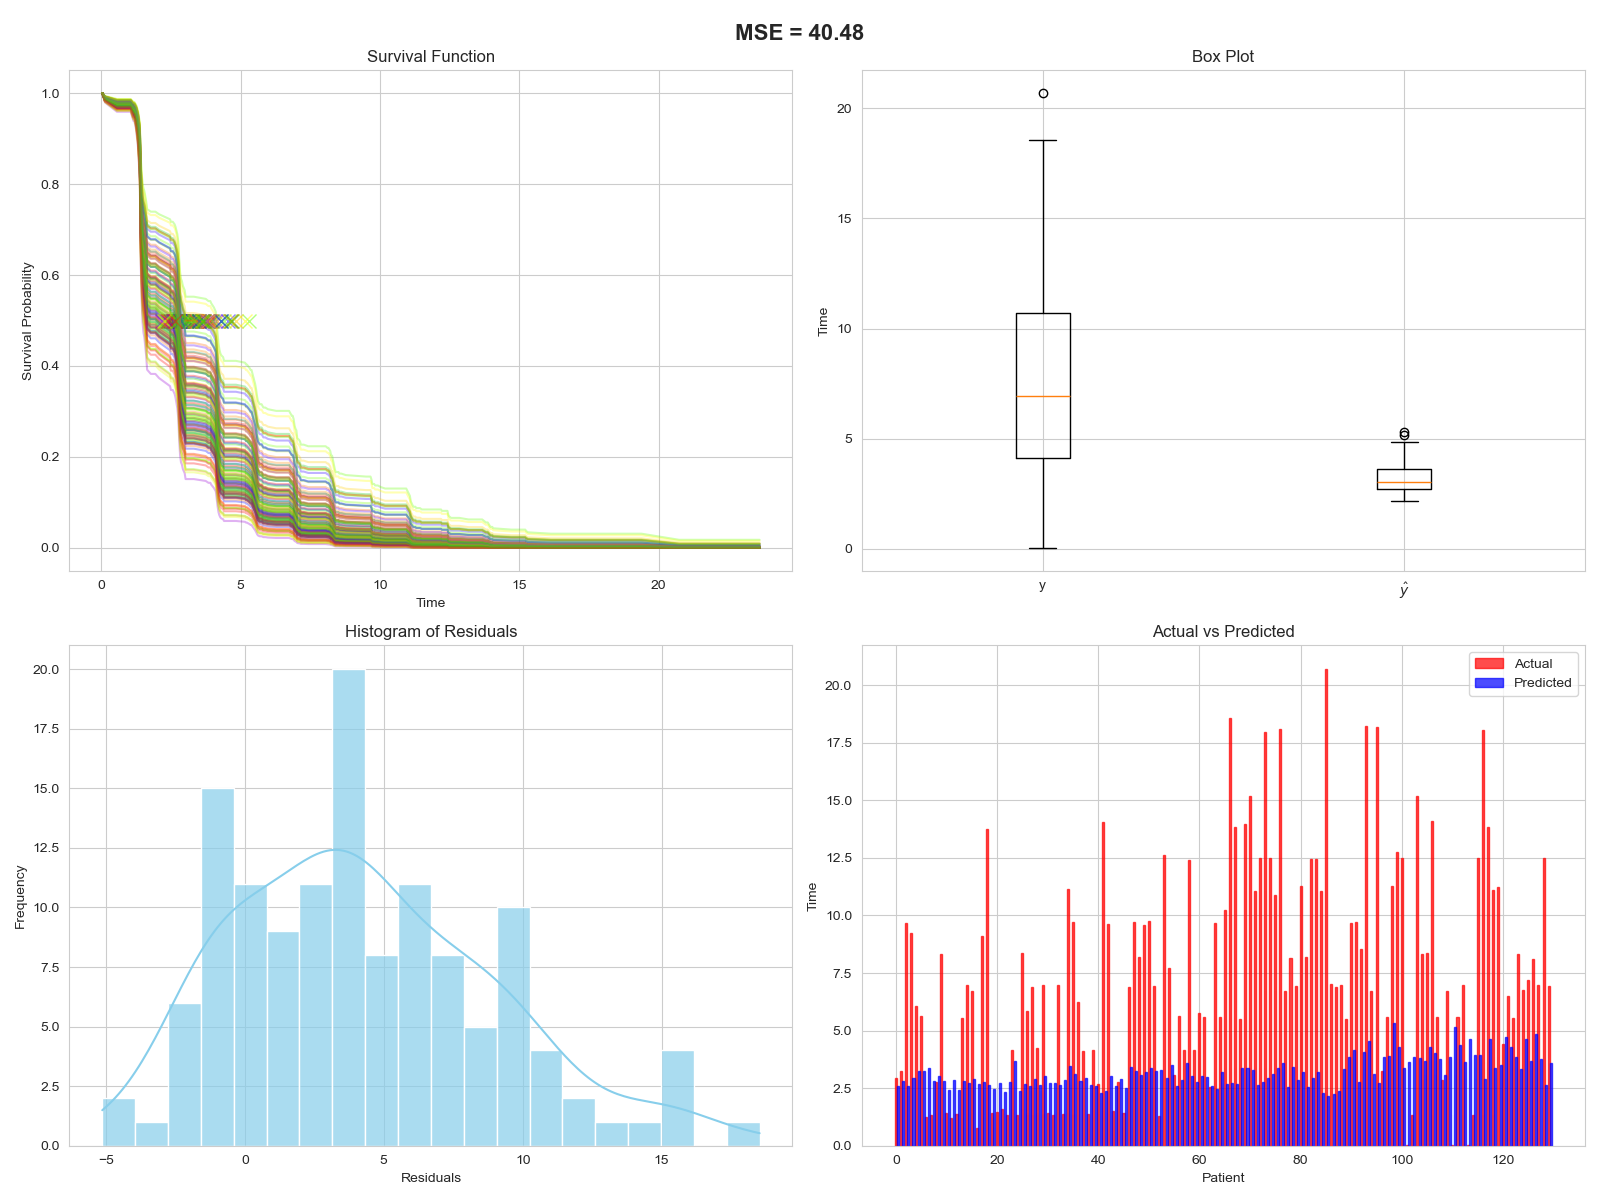 MSE = 40.48
Survival Function
1.0
0.8
0.6
0.4
0.2
0.0
Survival Probability
0 5 10 15 20
Time
Box Plot
20
15
10
5
0
Time
y ŷ
Histogram of Residuals
20.0
17.5
15.0
12.5
10.0
7.5
5.0
2.5
0.0
Frequency
−5 0 5 10 15
Residuals
Actual vs Predicted
Actual
Predicted
20.0
17.5
15.0
12.5
10.0
7.5
5.0
2.5
0.0
Time
0 20 40 60 80 100 120
Patient